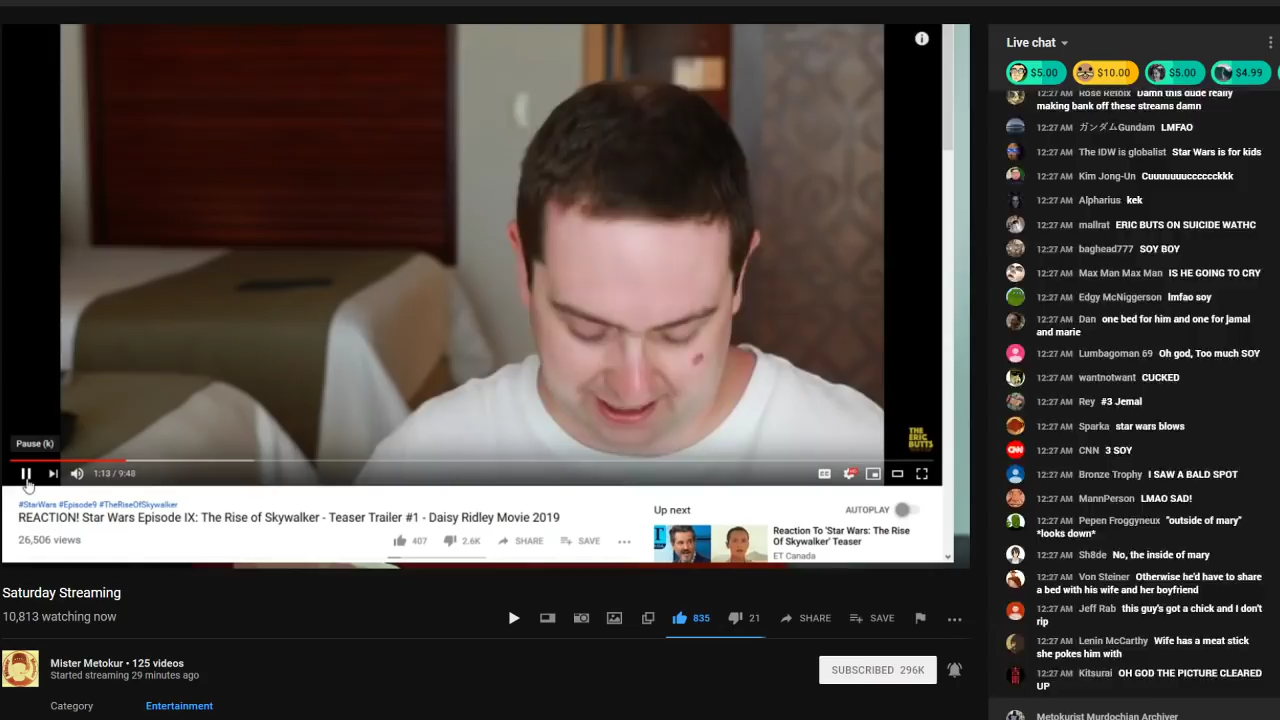 Live chat
$5.00
$10.00
$5.00
$4.99
Rose Retoix Damn this dude really
making bank off these streams damn
12:27 AM ガンダムGundam LMFAO
12:27 AM The IDW is globalist Star Wars is for kids
12:27 AM Kim Jong-Un Cuuuuuuccccccckkk
12:27 AM Alpharius kek
12:27 AM mallrat ERIC BUTS ON SUICIDE WATHC
12:27 AM baghead777 SOY BOY
12:27 AM Max Man Max Man IS HE GOING TO CRY
12:27 AM Edgy McNiggerson lmfao soy
12:27 AM Dan one bed for him and one for jamal
and marie
12:27 AM Lumbagoman 69 Oh god, Too much SOY
12:27 AM wantnotwant CUCKED
12:27 AM Rey #3 Jemal
12:27 AM Sparka star wars blows
12:27 AM CNN 3 SOY
12:27 AM Bronze Trophy I SAW A BALD SPOT
12:27 AM MannPerson LMAO SAD!
12:27 AM Pepen Froggyneux "outside of mary"
*looks down*
12:27 AM Sh8de No, the inside of mary
12:27 AM Von Steiner Otherwise he'd have to share
a bed with his wife and her boyfriend
12:27 AM Jeff Rab this guy's got a chick and I don't
rip
12:27 AM Lenin McCarthy Wife has a meat stick
she pokes him with
12:27 AM Kitsurai OH GOD THE PICTURE CLEARED
UP
Metokurist Murdochian Archiver
THE
ERIC
BUTTS
Pause (k)
1:13 / 9:48
#StarWars #Episode9 #TheRiseOfSkywalker
REACTION! Star Wars Episode IX: The Rise of Skywalker - Teaser Trailer #1 - Daisy Ridley Movie 2019
26,506 views
407
2.6K
SHARE
SAVE
Up next
AUTOPLAY
Reaction To 'Star Wars: The Rise
Of Skywalker' Teaser
ET Canada
Saturday Streaming
10,813 watching now
835
21
SHARE
SAVE
Mister Metokur • 125 videos
Started streaming 29 minutes ago
SUBSCRIBED 296K
Category
Entertainment